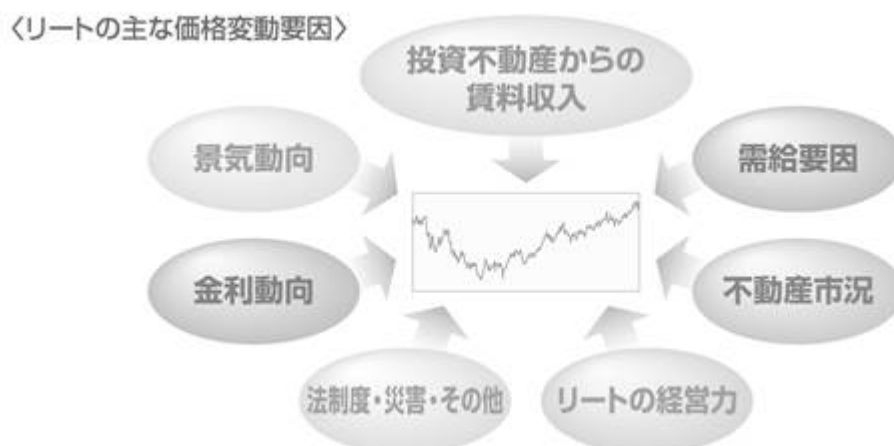 〈リートの主な価格変動要因〉
投資不動産からの
賃料収入
景気動向
需給要因
金利動向
不動産市況
法制度・災害・その他
リートの経営力